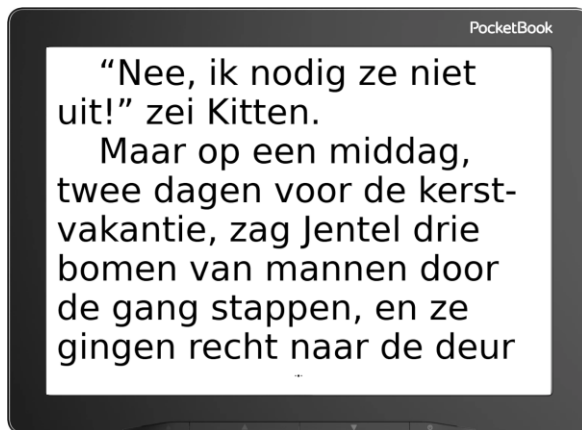 PocketBook
“Nee, ik nodig ze niet
uit!” zei Kitten.
Maar op een middag,
twee dagen voor de kerst-
vakantie, zag Jentel drie
bomen van mannen door
de gang stappen, en ze
gingen recht naar de deur